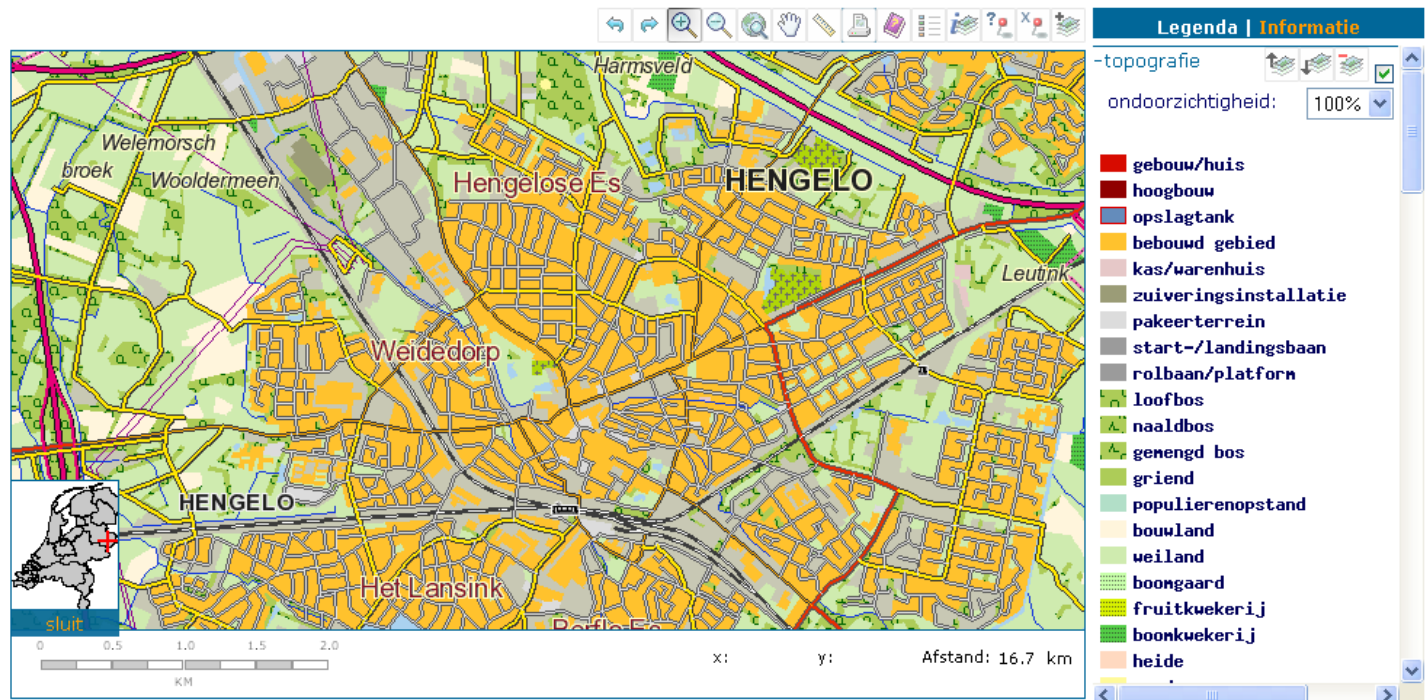 Legenda | Informatie
-topografie
ondoorzichtigheid: 100%
gebouw/huis
hoogbouw
opslagtank
bebouwd gebied
kas/warenhuis
zuiveringsinstallatie
pakeerterrein
start-/landingsbaan
rolbaan/platform
loofbos
naaldbos
gemengd bos
griend
populierenopstand
bouwland
weiland
boomgaard
fruitkwekerij
boomkwekerij
heide
Harmsveld
Welemorsch
broek
Wooldermeen
Hengelose Es
HENGELO
Leutink
Weidedorp
HENGELO
Het Lansink
sluit
0 0.5 1.0 1.5 2.0
KM
x: y: Afstand: 16.7 km